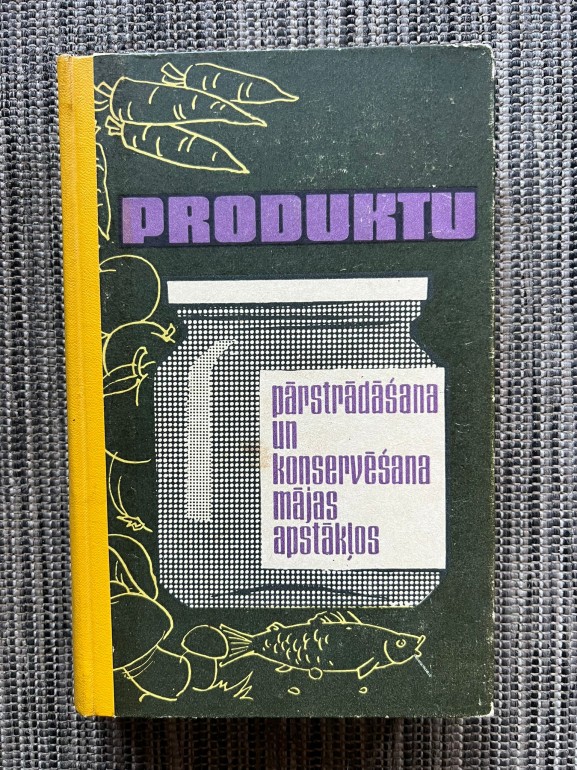 PRODUKTU
pārstrādāšana
un
konservēšana
mājas
apstākļos